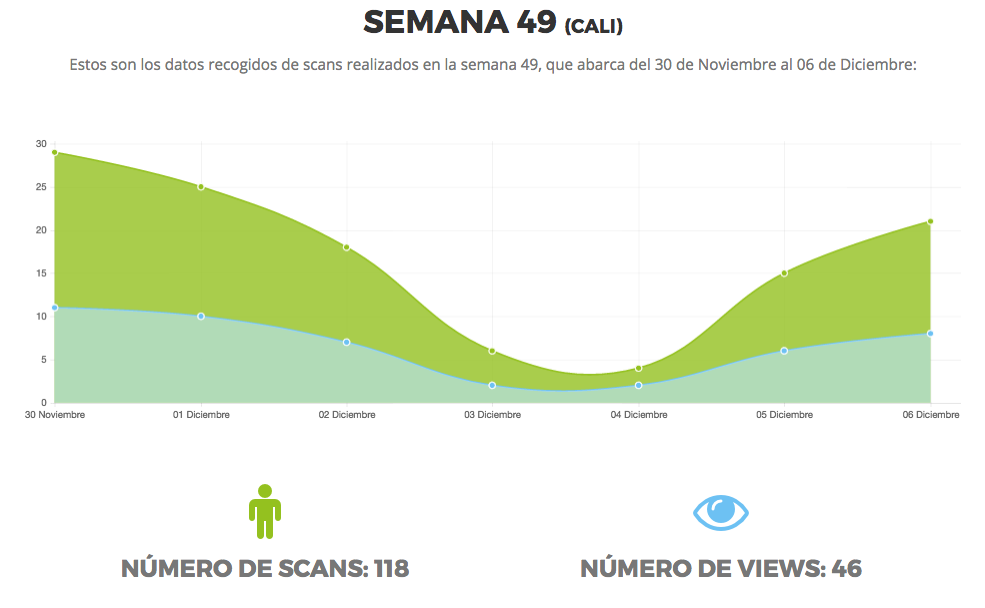 SEMANA 49 (CALI)
Estos son los datos recogidos de scans realizados en la semana 49, que abarca del 30 de Noviembre al 06 de Diciembre:
30
25
20
15
10
5
0
30 Noviembre 01 Diciembre 02 Diciembre 03 Diciembre 04 Diciembre 05 Diciembre 06 Diciembre
NÚMERO DE SCANS: 118 NÚMERO DE VIEWS: 46